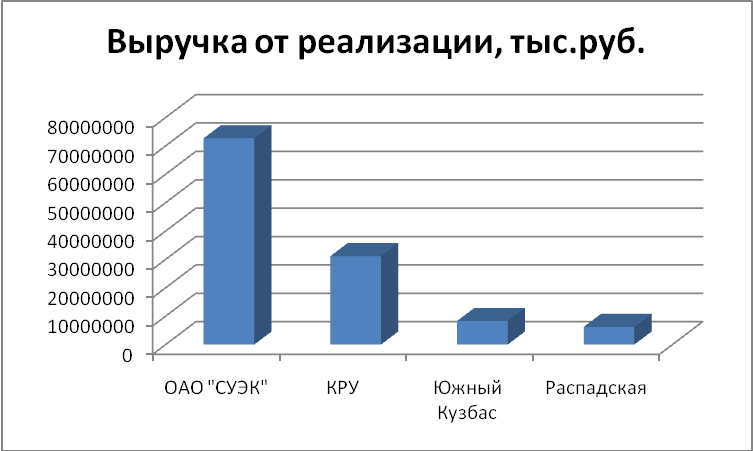 Выручка от реализации, тыс.руб.
80000000
70000000
60000000
50000000
40000000
30000000
20000000
10000000
0
ОАО "СУЭК"
КРУ
Южный
Кузбас
Распадская